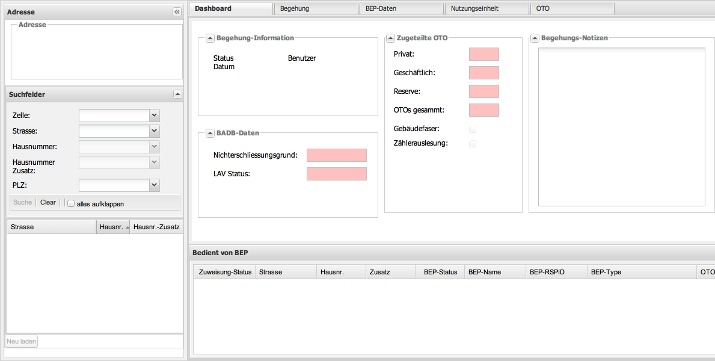 Adresse
Adresse
Suchfelder
Zelle:
Strasse:
Hausnummer:
Hausnummer
Zusatz:
PLZ:
Suche Clear alles aufklappen
Strasse Hausnr. Hausnr.-Zusatz
Neu laden
Dashboard Begehung BEP-Daten Nutzungseinheit OTO
Begehung-Information
Status Benutzer
Datum
BADB-Daten
Nichterschliessungsgrund:
LAV Status:
Zugeteilte OTO
Privat:
Geschäftlich:
Reserve:
OTOs gesammt:
Gebäudefaser:
Zählerauslesung:
Begehungs-Notizen
Bedient von BEP
Zuweisung-Status Strasse Hausnr. Zusatz BEP-Status BEP-Name BEP-RSPID BEP-Type OTO